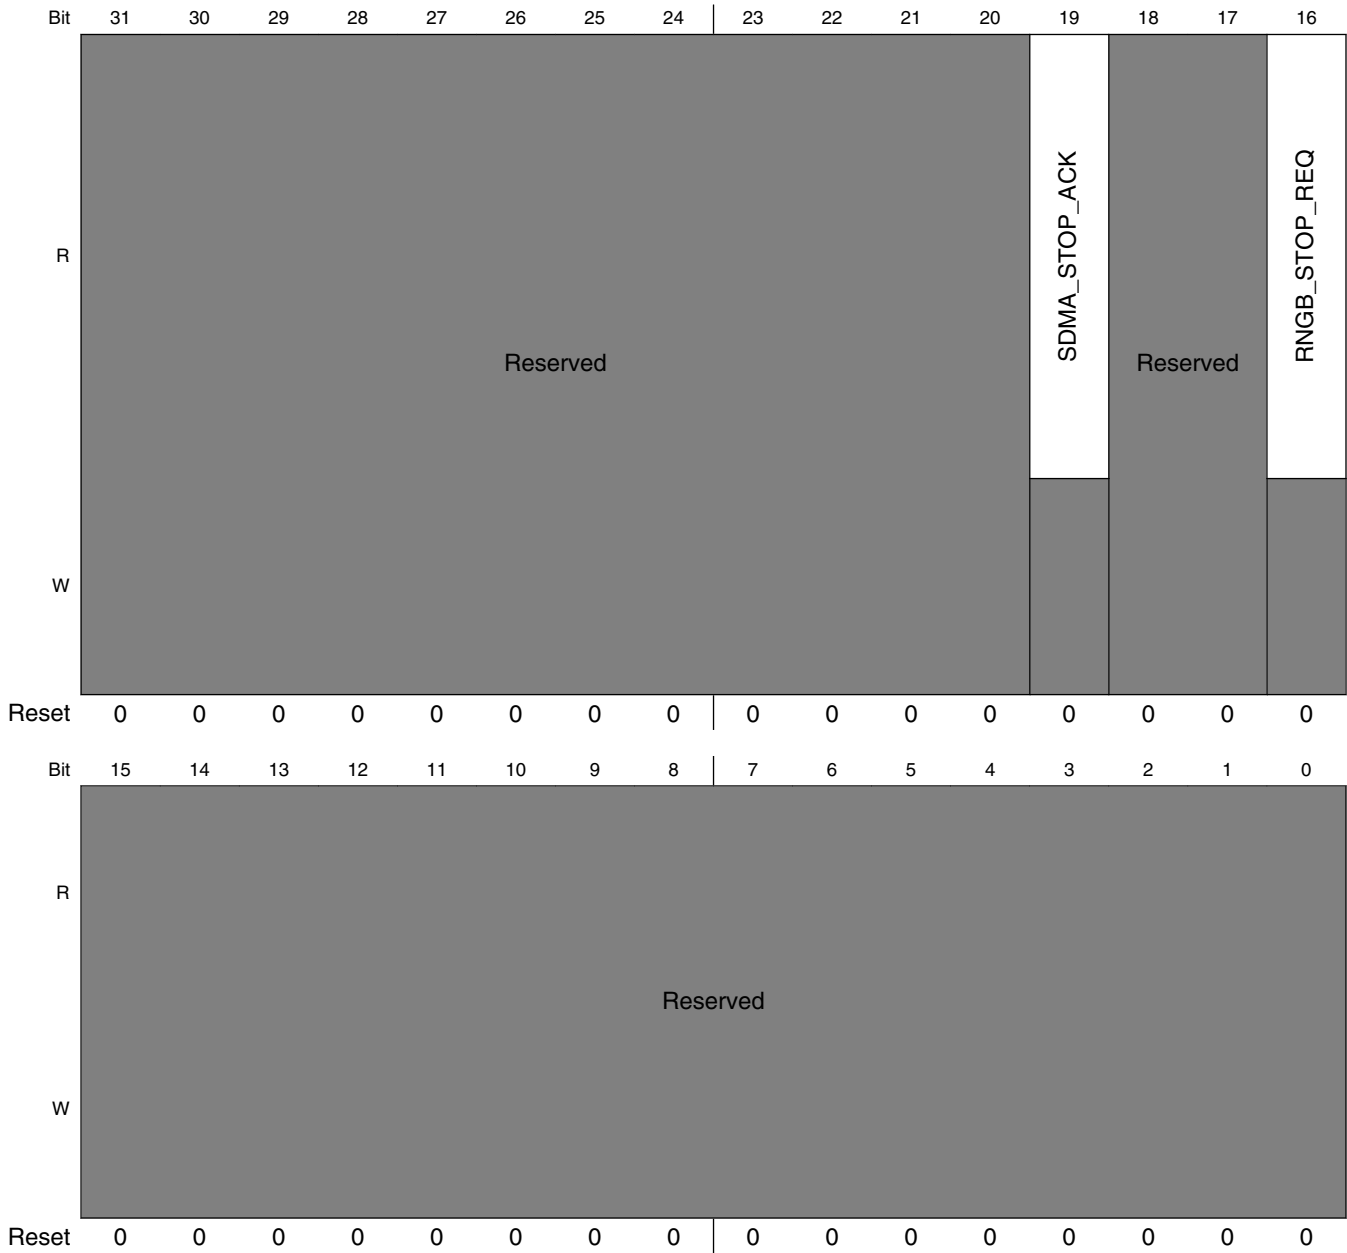 Bit 31 30 29 28 27 26 25 24 23 22 21 20 19 18 17 16
R
SDMA_STOP_ACK
RNGB_STOP_REQ
Reserved
Reserved
W
Reset 0 0 0 0 0 0 0 0 0 0 0 0 0 0 0 0
Bit 15 14 13 12 11 10 9 8 7 6 5 4 3 2 1 0
R
Reserved
W
Reset 0 0 0 0 0 0 0 0 0 0 0 0 0 0 0 0